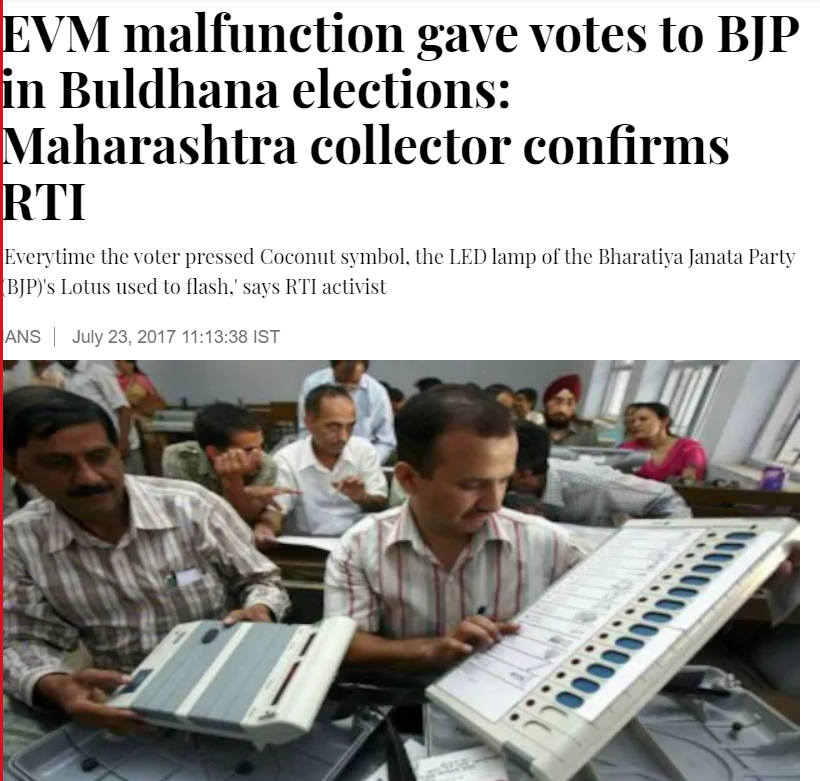 EVM malfunction gave votes to BJP
in Buldhana elections:
Maharashtra collector confirms
RTI
Everytime the voter pressed Coconut symbol, the LED lamp of the Bharatiya Janata Party
(BJP)'s Lotus used to flash,' says RTI activist
ANS | July 23, 2017 11:13:38 IST